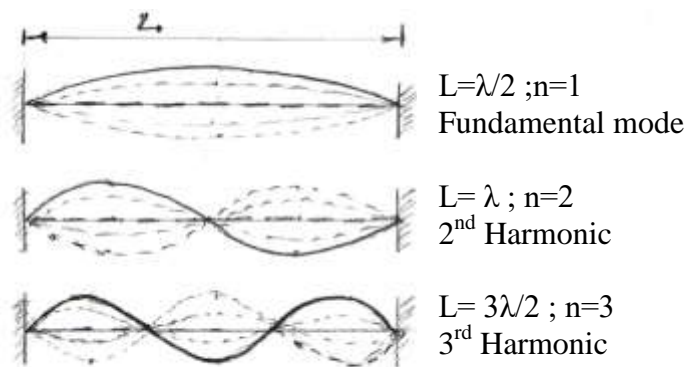 L=λ/2 ;n=1
Fundamental mode
L= λ ; n=2
2nd Harmonic
L= 3λ/2 ; n=3
3rd Harmonic